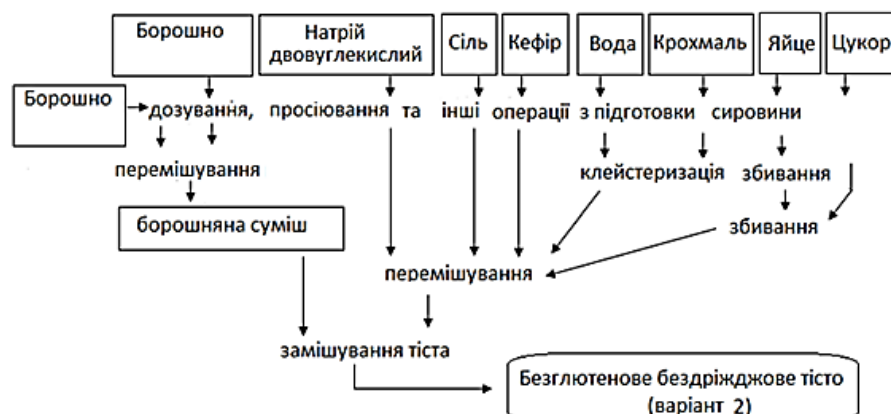 Борошно
Натрій
двовуглекислий
Сіль
Кефір
Вода
Крохмаль
Яйце
Цукор
Борошно
дозування, просіювання та інші операції з підготовки сировини
перемішування
клейстеризація
збивання
борошняна суміш
збивання
перемішування
замішування тіста
Безглютенове бездріжджове тісто
(варіант 2)